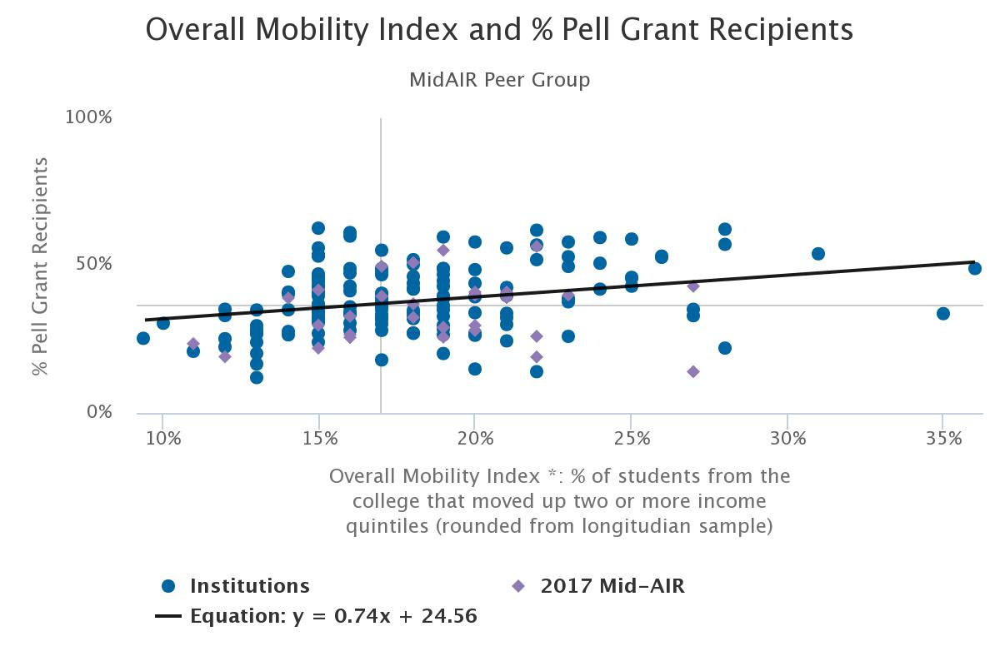 Overall Mobility Index and % Pell Grant Recipients
MidAIR Peer Group
% Pell Grant Recipients
100%
50%
0%
10%
15%
20%
25%
30%
35%
Overall Mobility Index *: % of students from the
college that moved up two or more income
quintiles (rounded from longitudian sample)
Institutions
2017 Mid-AIR
Equation: y = 0.74x + 24.56